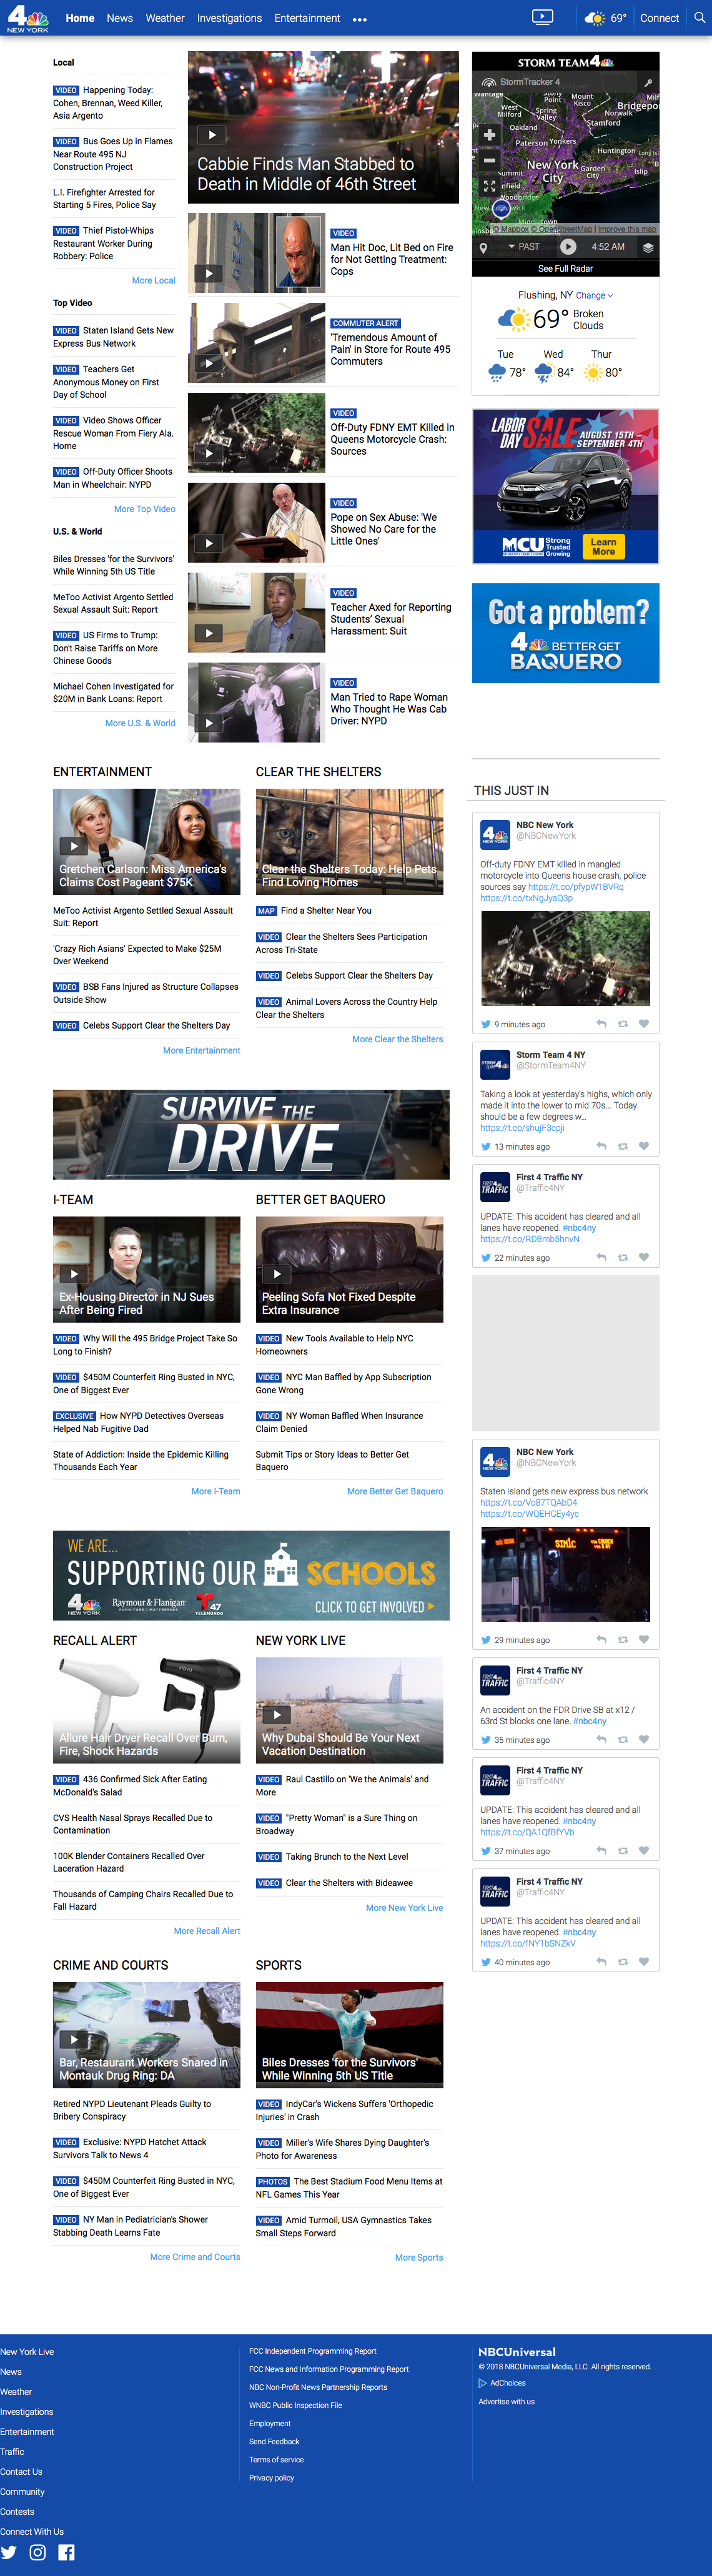 4 NEW YORK
Home News Weather Investigations Entertainment •••
69° Connect
Local
VIDEO Happening Today:
Cohen, Brennan, Weed Killer,
Asia Argento
VIDEO Bus Goes Up in Flames
Near Route 495 NJ
Construction Project
L.I. Firefighter Arrested for
Starting 5 Fires, Police Say
VIDEO Thief Pistol-Whips
Restaurant Worker During
Robbery: Police
More Local
Top Video
VIDEO Staten Island Gets New
Express Bus Network
VIDEO Teachers Get
Anonymous Money on First
Day of School
VIDEO Video Shows Officer
Rescue Woman From Fiery Ala.
Home
VIDEO Off-Duty Officer Shoots
Man in Wheelchair: NYPD
More Top Video
U.S. & World
Biles Dresses 'for the Survivors'
While Winning 5th US Title
MeToo Activist Argento Settled
Sexual Assault Suit: Report
VIDEO US Firms to Trump:
Don't Raise Tariffs on More
Chinese Goods
Michael Cohen Investigated for
$20M in Bank Loans: Report
More U.S. & World
Cabbie Finds Man Stabbed to
Death in Middle of 46th Street
VIDEO
Man Hit Doc, Lit Bed on Fire
for Not Getting Treatment:
Cops
COMMUTER ALERT
'Tremendous Amount of
Pain' in Store for Route 495
Commuters
VIDEO
Off-Duty FDNY EMT Killed in
Queens Motorcycle Crash:
Sources
VIDEO
Pope on Sex Abuse: 'We
Showed No Care for the
Little Ones'
VIDEO
Teacher Axed for Reporting
Students' Sexual
Harassment: Suit
VIDEO
Man Tried to Rape Woman
Who Thought He Was Cab
Driver: NYPD
STORM TEAM 4
StormTracker 4
Point
West
Milford
Spring
Valley
Mount
Kisco
Norwalk
Bridgepo
Stamford
Oakland
Paterson Yonkers
Huntington
Long
New York
City
Garden
City
Islip
© Mapbox © OpenStreetMap | Improve this map
PAST 4:52 AM
See Full Radar
Flushing, NY Change
69° Broken
Clouds
Tue Wed Thur
78° 84° 80°
LABOR
DAY SALE AUGUST 15TH-
SEPTEMBER 4TH
MCU Strong
Trusted
Growing
Learn
More
Got a problem?
4 BETTER GET
BAQUERO
ENTERTAINMENT
Gretchen Carlson: Miss America's
Claims Cost Pageant $75K
MeToo Activist Argento Settled Sexual Assault
Suit: Report
'Crazy Rich Asians' Expected to Make $25M
Over Weekend
VIDEO BSB Fans Injured as Structure Collapses
Outside Show
VIDEO Celebs Support Clear the Shelters Day
More Entertainment
CLEAR THE SHELTERS
Clear the Shelters Today: Help Pets
Find Loving Homes
MAP Find a Shelter Near You
VIDEO Clear the Shelters Sees Participation
Across Tri-State
VIDEO Celebs Support Clear the Shelters Day
VIDEO Animal Lovers Across the Country Help
Clear the Shelters
More Clear the Shelters
SURVIVE THE
DRIVE
I-TEAM
Ex-Housing Director in NJ Sues
After Being Fired
VIDEO Why Will the 495 Bridge Project Take So
Long to Finish?
VIDEO $450M Counterfeit Ring Busted in NYC,
One of Biggest Ever
EXCLUSIVE How NYPD Detectives Overseas
Helped Nab Fugitive Dad
State of Addiction: Inside the Epidemic Killing
Thousands Each Year
More I-Team
BETTER GET BAQUERO
Peeling Sofa Not Fixed Despite
Extra Insurance
VIDEO New Tools Available to Help NYC
Homeowners
VIDEO NYC Man Baffled by App Subscription
Gone Wrong
VIDEO NY Woman Baffled When Insurance
Claim Denied
Submit Tips or Story Ideas to Better Get
Baquero
More Better Get Baquero
WE ARE...
SUPPORTING OUR SCHOOLS
4 NEW YORK Raymour & Flanigan
FURNITURE | MATTRESSES
47 TELEMUNDO
CLICK TO GET INVOLVED
RECALL ALERT
Allure Hair Dryer Recall Over Burn,
Fire, Shock Hazards
VIDEO 436 Confirmed Sick After Eating
McDonald's Salad
CVS Health Nasal Sprays Recalled Due to
Contamination
100K Blender Containers Recalled Over
Laceration Hazard
Thousands of Camping Chairs Recalled Due to
Fall Hazard
More Recall Alert
NEW YORK LIVE
Why Dubai Should Be Your Next
Vacation Destination
VIDEO Raul Castillo on 'We the Animals' and
More
VIDEO "Pretty Woman" is a Sure Thing on
Broadway
VIDEO Taking Brunch to the Next Level
VIDEO Clear the Shelters with Bideawee
More New York Live
CRIME AND COURTS
Bar, Restaurant Workers Snared in
Montauk Drug Ring: DA
Retired NYPD Lieutenant Pleads Guilty to
Bribery Conspiracy
VIDEO Exclusive: NYPD Hatchet Attack
Survivors Talk to News 4
VIDEO $450M Counterfeit Ring Busted in NYC,
One of Biggest Ever
VIDEO NY Man in Pediatrician's Shower
Stabbing Death Learns Fate
More Crime and Courts
SPORTS
Biles Dresses 'for the Survivors'
While Winning 5th US Title
VIDEO IndyCar's Wickens Suffers 'Orthopedic
Injuries' in Crash
VIDEO Miller's Wife Shares Dying Daughter's
Photo for Awareness
PHOTOS The Best Stadium Food Menu Items at
NFL Games This Year
VIDEO Amid Turmoil, USA Gymnastics Takes
Small Steps Forward
More Sports
THIS JUST IN
NBC New York
@NBCNewYork
Off-duty FDNY EMT killed in mangled
motorcycle into Queens house crash, police
sources say https://t.co/pfypW1BVRq
https://t.co/txNgJyaQ3p
9 minutes ago
Storm Team 4 NY
@StormTeam4NY
Taking a look at yesterday's highs, which only
made it into the lower to mid 70s... Today
should be a few degrees w...
https://t.co/shujF3cpji
13 minutes ago
First 4 Traffic NY
@Traffic4NY
UPDATE: This accident has cleared and all
lanes have reopened. #nbc4ny
https://t.co/RDBmb5hnvN
22 minutes ago
NBC New York
@NBCNewYork
Staten Island gets new express bus network
https://t.co/Vo87TQAbD4
https://t.co/WQEHGEy4yc
SIM1C
29 minutes ago
First 4 Traffic NY
@Traffic4NY
An accident on the FDR Drive SB at x12 /
63rd St blocks one lane. #nbc4ny
35 minutes ago
First 4 Traffic NY
@Traffic4NY
UPDATE: This accident has cleared and all
lanes have reopened. #nbc4ny
https://t.co/QA1QfBfYVb
37 minutes ago
First 4 Traffic NY
@Traffic4NY
UPDATE: This accident has cleared and all
lanes have reopened. #nbc4ny
https://t.co/fNY1bSNZkV
40 minutes ago
New York Live
News
Weather
Investigations
Entertainment
Traffic
Contact Us
Community
Contests
Connect With Us
FCC Independent Programming Report
FCC News and Information Programming Report
NBC Non-Profit News Partnership Reports
WNBC Public Inspection File
Employment
Send Feedback
Terms of service
Privacy policy
NBCUniversal
© 2018 NBCUniversal Media, LLC. All rights reserved.
AdChoices
Advertise with us